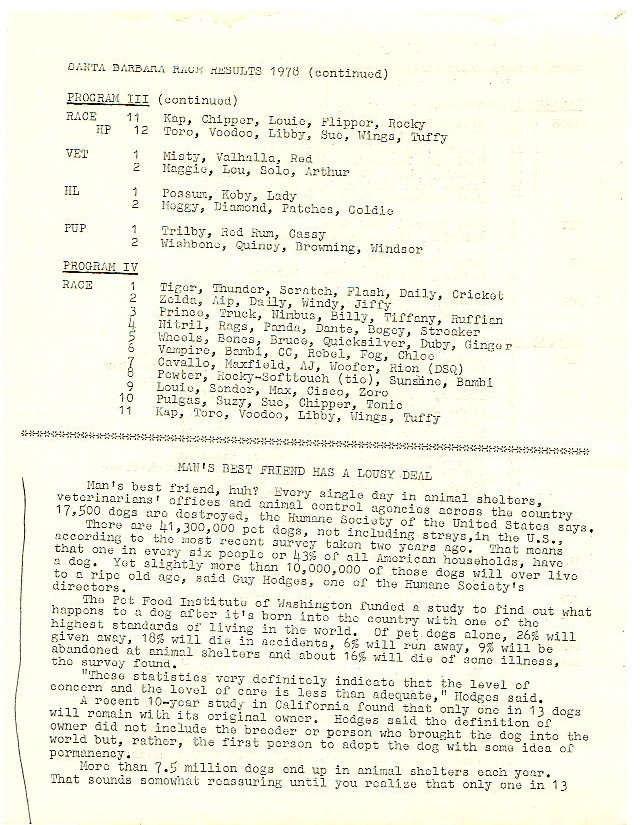 SANTA BARBARA RACE RESULTS 1978 (continued)
PROGRAM III (continued)
RACE 11 Kap, Chipper, Louie, Flipper, Rocky
HP 12 Toro, Voodoo, Libby, Sue, Wings, Tuffy
VET 1 Misty, Valhalla, Red
2 Maggie, Lou, Solo, Arthur
HL 1 Possum, Koby, Lady
2 Moggy, Diamond, Patches, Goldie
PUP 1 Trilby, Red Rum, Cassy
2 Wishbone, Quincy, Browning, Windsor
PROGRAM IV
RACE 1 Tiger, Thunder, Scratch, Flash, Daily, Cricket
2 Zelda, Aip, Daily, Windy, Jiffy
3 Prince, Truck, Nimbus, Billy, Tiffany, Ruffian
4 Nitril, Rags, Panda, Dante, Bogey, Streaker
5 Wheels, Bones, Bruce, Quicksilver, Duby, Ginger
6 Vampire, Bambi, CC, Rebel, Fog, Chloe
7 Cavallo, Maxfield, AJ, Woofer, Rion (DSQ)
8 Pewter, Rocky-Softtouch (tie), Sunshine, Bambi
9 Louie, Sender, Max, Cisco, Zoro
10 Pulgas, Suzy, Sue, Chipper, Tonic
11 Kap, Toro, Voodoo, Libby, Wings, Tuffy
MAN'S BEST FRIEND HAS A LOUSY DEAL
Man's best friend, huh? Every single day in animal shelters,
veterinarians' offices and animal control agencies across the country
17,500 dogs are destroyed, the Humane Society of the United States says.
There are 41,300,000 pet dogs, not including strays,in the U.S.,
according to the most recent survey taken two years ago. That means
that one in every six people or 43% of all American households, have
a dog. Yet slightly more than 10,000,000 of those dogs will ever live
to a ripe old age, said Guy Hodges, one of the Humane Society's
directors.
The Pet Food Institute of Washington funded a study to find out what
happens to a dog after it's born into the country with one of the
highest standards of living in the world. Of pet dogs alone, 26% will
given away, 18% will die in accidents, 6% will run away, 9% will be
abandoned at animal shelters and about 16% will die of some illness,
the survey found.
"These statistics very definitely indicate that the level of
concern and the level of care is less than adequate," Hodges said.
A recent 10-year study in California found that only one in 13 dogs
will remain with its original owner. Hodges said the definition of
owner did not include the breeder or person who brought the dog into the
world but, rather, the first person to adopt the dog with some idea of
permanency.
More than 7.5 million dogs end up in animal shelters each year.
That sounds somewhat reassuring until you realize that only one in 13